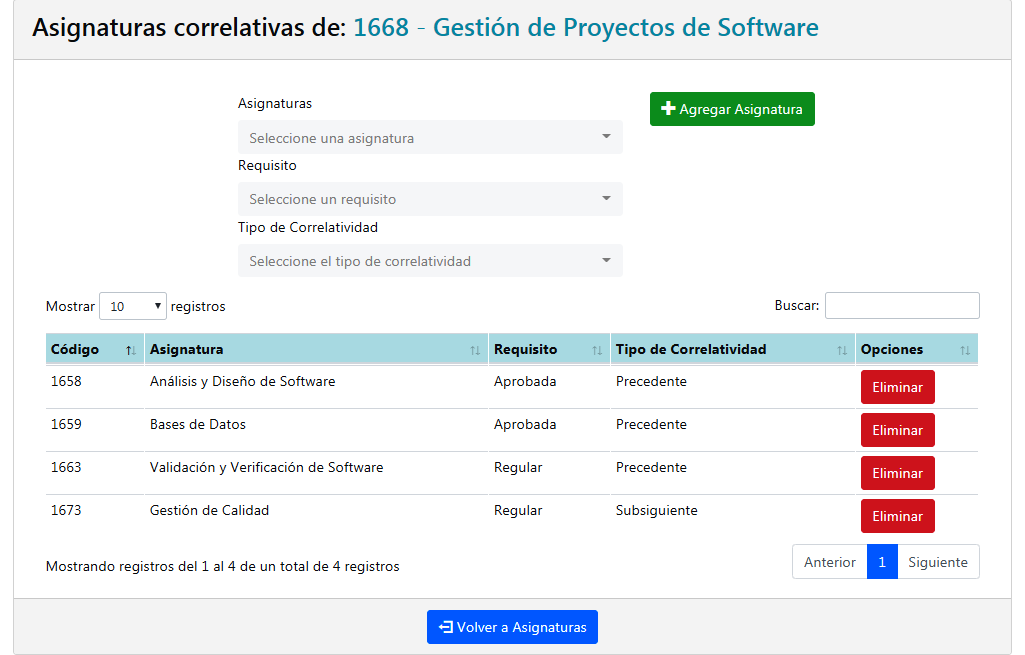 Asignaturas correlativas de: 1668 - Gestión de Proyectos de Software
Asignaturas
Agregar Asignatura
Seleccione una asignatura
Requisito
Seleccione un requisito
Tipo de Correlatividad
Seleccione el tipo de correlatividad
Mostrar 10 registros Buscar:
Código Asignatura Requisito Tipo de Correlatividad Opciones
1658 Análisis y Diseño de Software Aprobada Precedente Eliminar
1659 Bases de Datos Aprobada Precedente Eliminar
1663 Validación y Verificación de Software Regular Precedente Eliminar
1673 Gestión de Calidad Regular Subsiguiente Eliminar
Mostrando registros del 1 al 4 de un total de 4 registros Anterior 1 Siguiente
Volver a Asignaturas